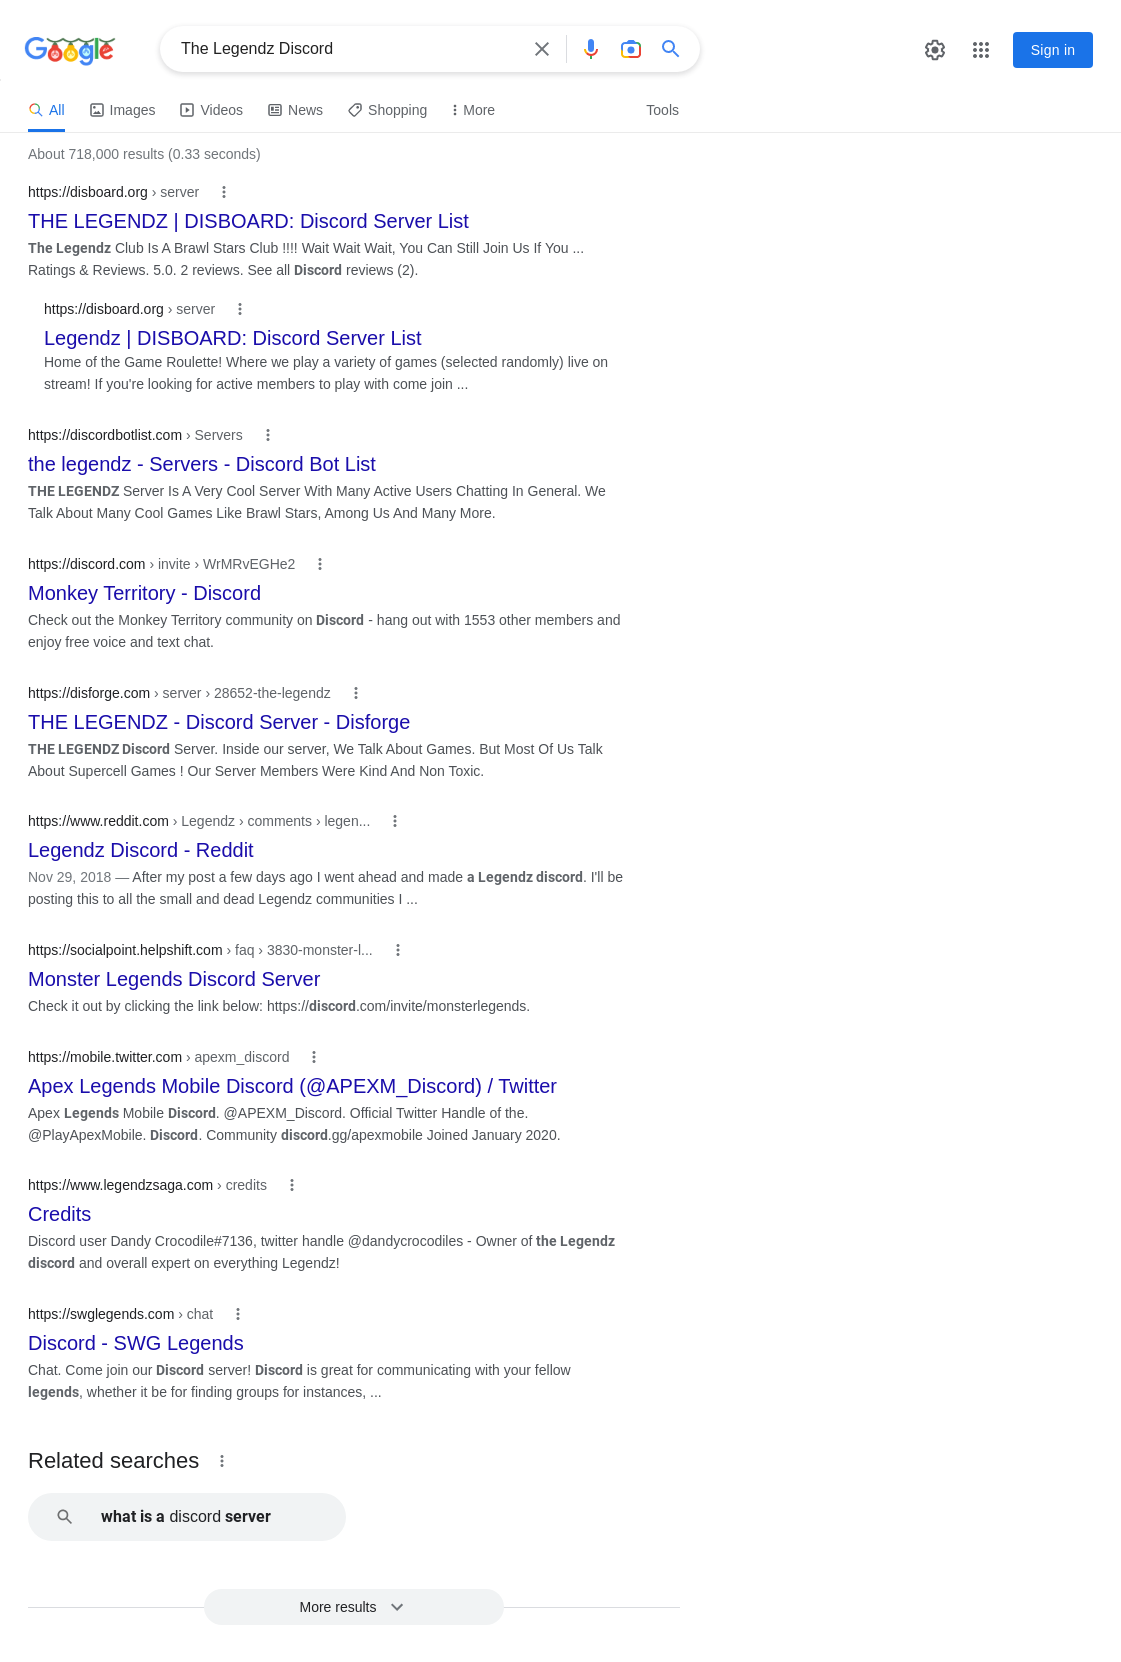 Google
The Legendz Discord
Sign in
All
Images
Videos
News
Shopping
More
Tools
About 718,000 results (0.33 seconds)
https://disboard.org › server
THE LEGENDZ | DISBOARD: Discord Server List
The Legendz Club Is A Brawl Stars Club !!!! Wait Wait Wait, You Can Still Join Us If You ...
Ratings & Reviews. 5.0. 2 reviews. See all Discord reviews (2).
https://disboard.org › server
Legendz | DISBOARD: Discord Server List
Home of the Game Roulette! Where we play a variety of games (selected randomly) live on
stream! If you're looking for active members to play with come join ...
https://discordbotlist.com › Servers
the legendz - Servers - Discord Bot List
THE LEGENDZ Server Is A Very Cool Server With Many Active Users Chatting In General. We
Talk About Many Cool Games Like Brawl Stars, Among Us And Many More.
https://discord.com › invite › WrMRvEGHe2
Monkey Territory - Discord
Check out the Monkey Territory community on Discord - hang out with 1553 other members and
enjoy free voice and text chat.
https://disforge.com › server › 28652-the-legendz
THE LEGENDZ - Discord Server - Disforge
THE LEGENDZ Discord Server. Inside our server, We Talk About Games. But Most Of Us Talk
About Supercell Games ! Our Server Members Were Kind And Non Toxic.
https://www.reddit.com › Legendz › comments › legen...
Legendz Discord - Reddit
Nov 29, 2018 — After my post a few days ago I went ahead and made a Legendz discord. I'll be
posting this to all the small and dead Legendz communities I ...
https://socialpoint.helpshift.com › faq › 3830-monster-l...
Monster Legends Discord Server
Check it out by clicking the link below: https://discord.com/invite/monsterlegends.
https://mobile.twitter.com › apexm_discord
Apex Legends Mobile Discord (@APEXM_Discord) / Twitter
Apex Legends Mobile Discord. @APEXM_Discord. Official Twitter Handle of the.
@PlayApexMobile. Discord. Community discord.gg/apexmobile Joined January 2020.
https://www.legendzsaga.com › credits
Credits
Discord user Dandy Crocodile#7136, twitter handle @dandycrocodiles - Owner of the Legendz
discord and overall expert on everything Legendz!
https://swglegends.com › chat
Discord - SWG Legends
Chat. Come join our Discord server! Discord is great for communicating with your fellow
legends, whether it be for finding groups for instances, ...
Related searches
what is a discord server
More results